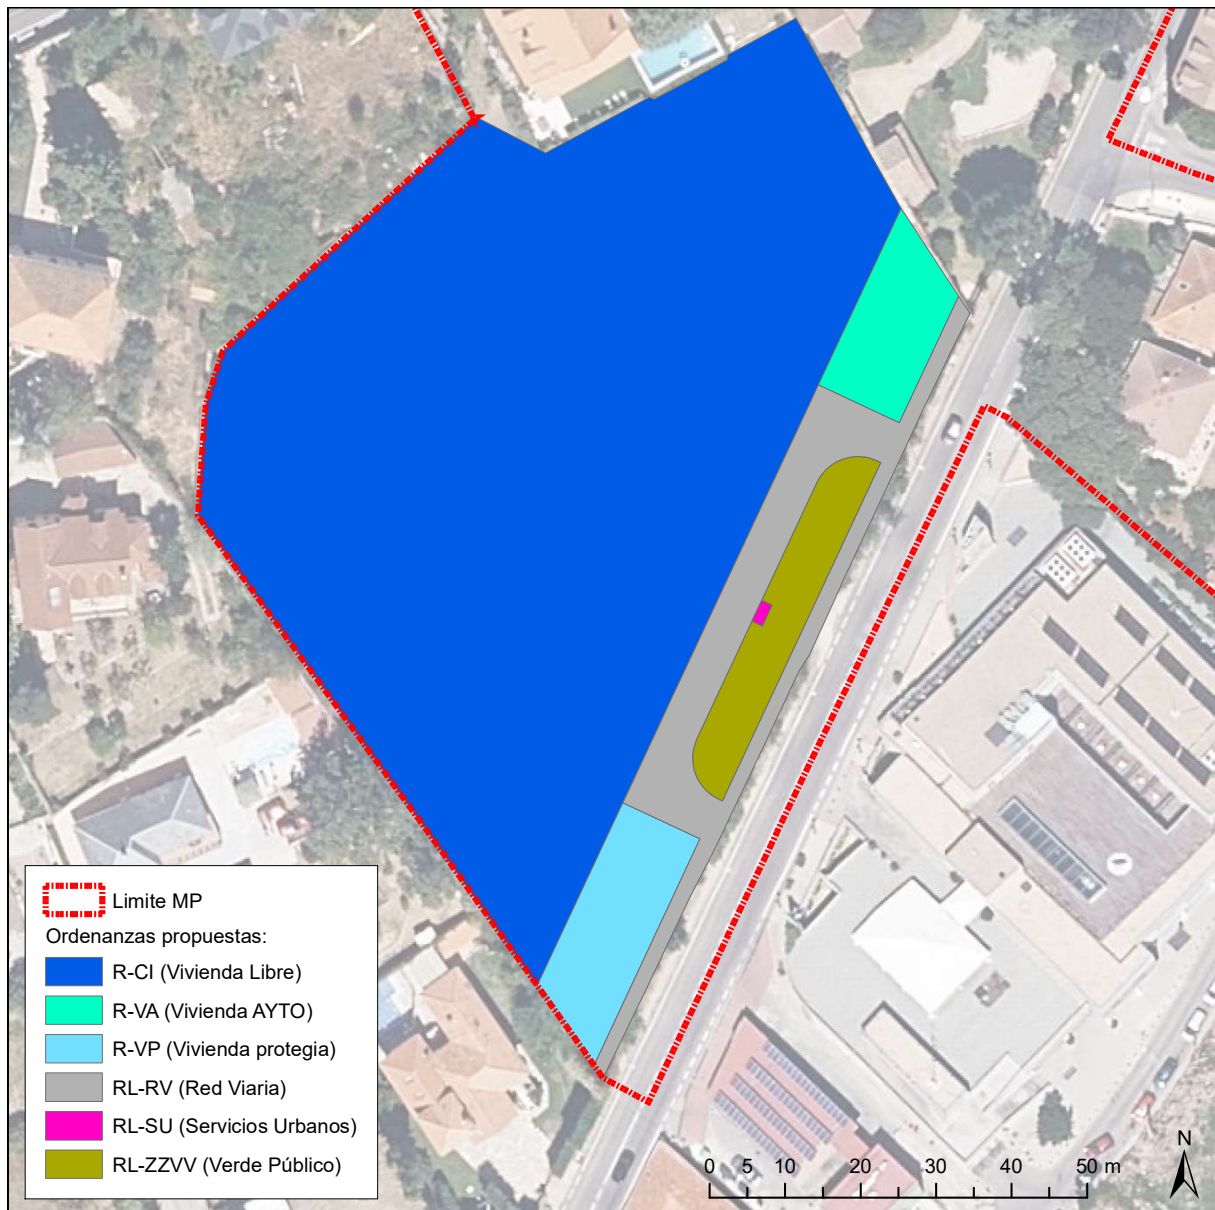 Limite MP
Ordenanzas propuestas:
R-CI (Vivienda Libre)
R-VA (Vivienda AYTO)
R-VP (Vivienda protegia)
RL-RV (Red Viaria)
RL-SU (Servicios Urbanos)
RL-ZZVV (Verde Público)
0 5 10 20 30 40 50 m
N